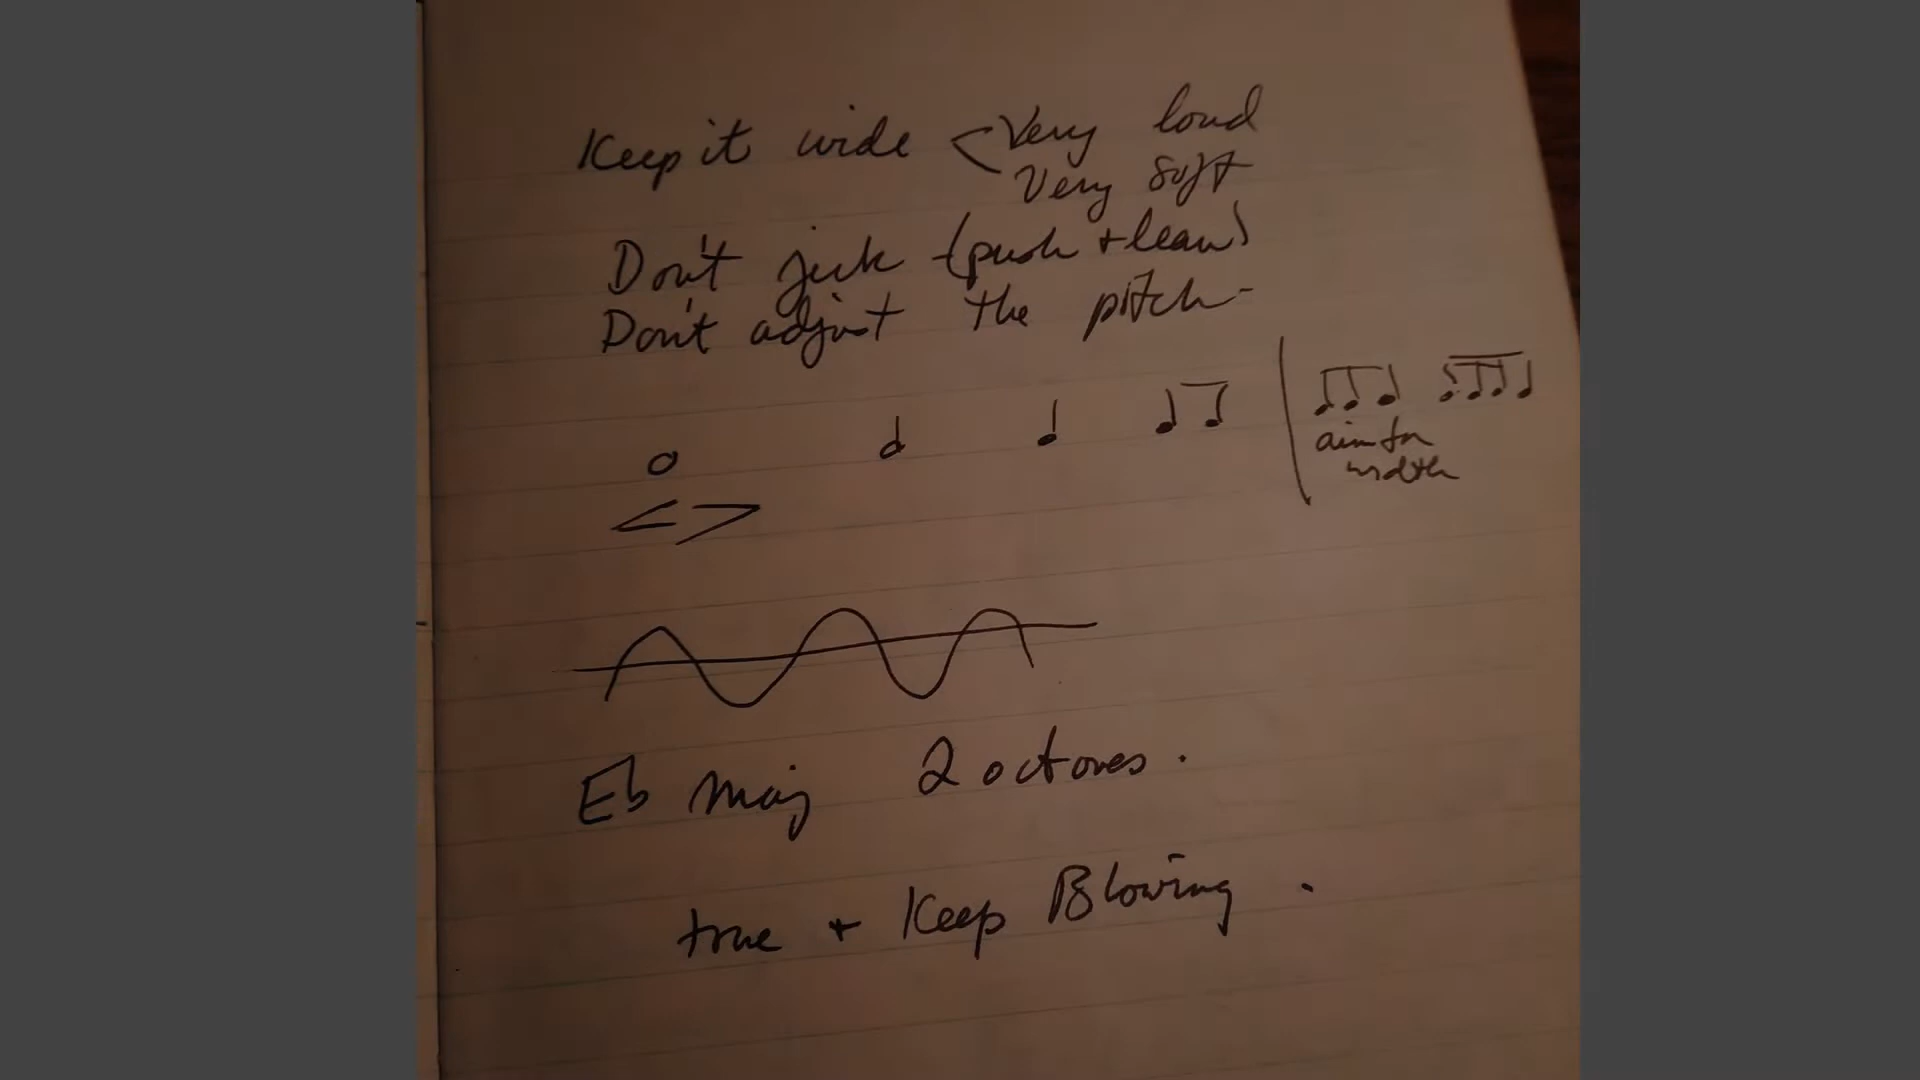 Keep it wide < Very loud
Very soft
Don't jerk (push + lean)
Don't adjust the pitch
aim for
width
Eb Maj 2 octaves.
+ Keep Blowing.